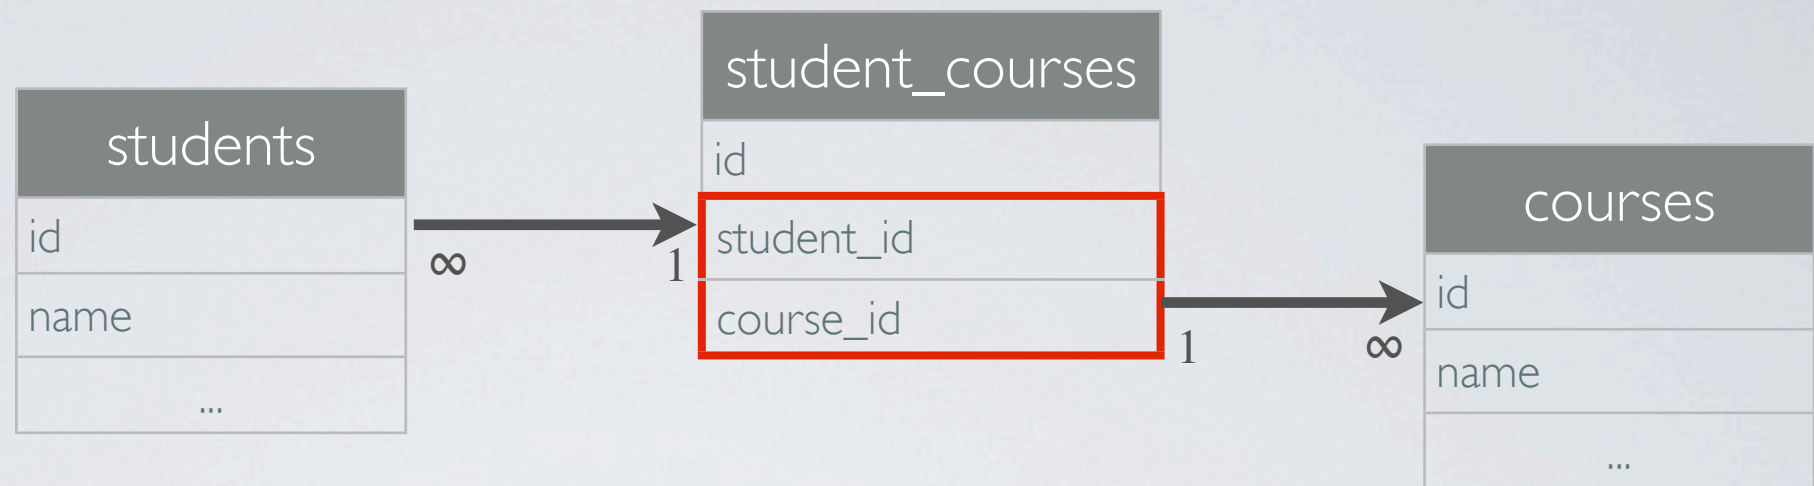 students
id
name
...
∞
1
student_courses
id
student_id
course_id
1
∞
courses
id
name
...